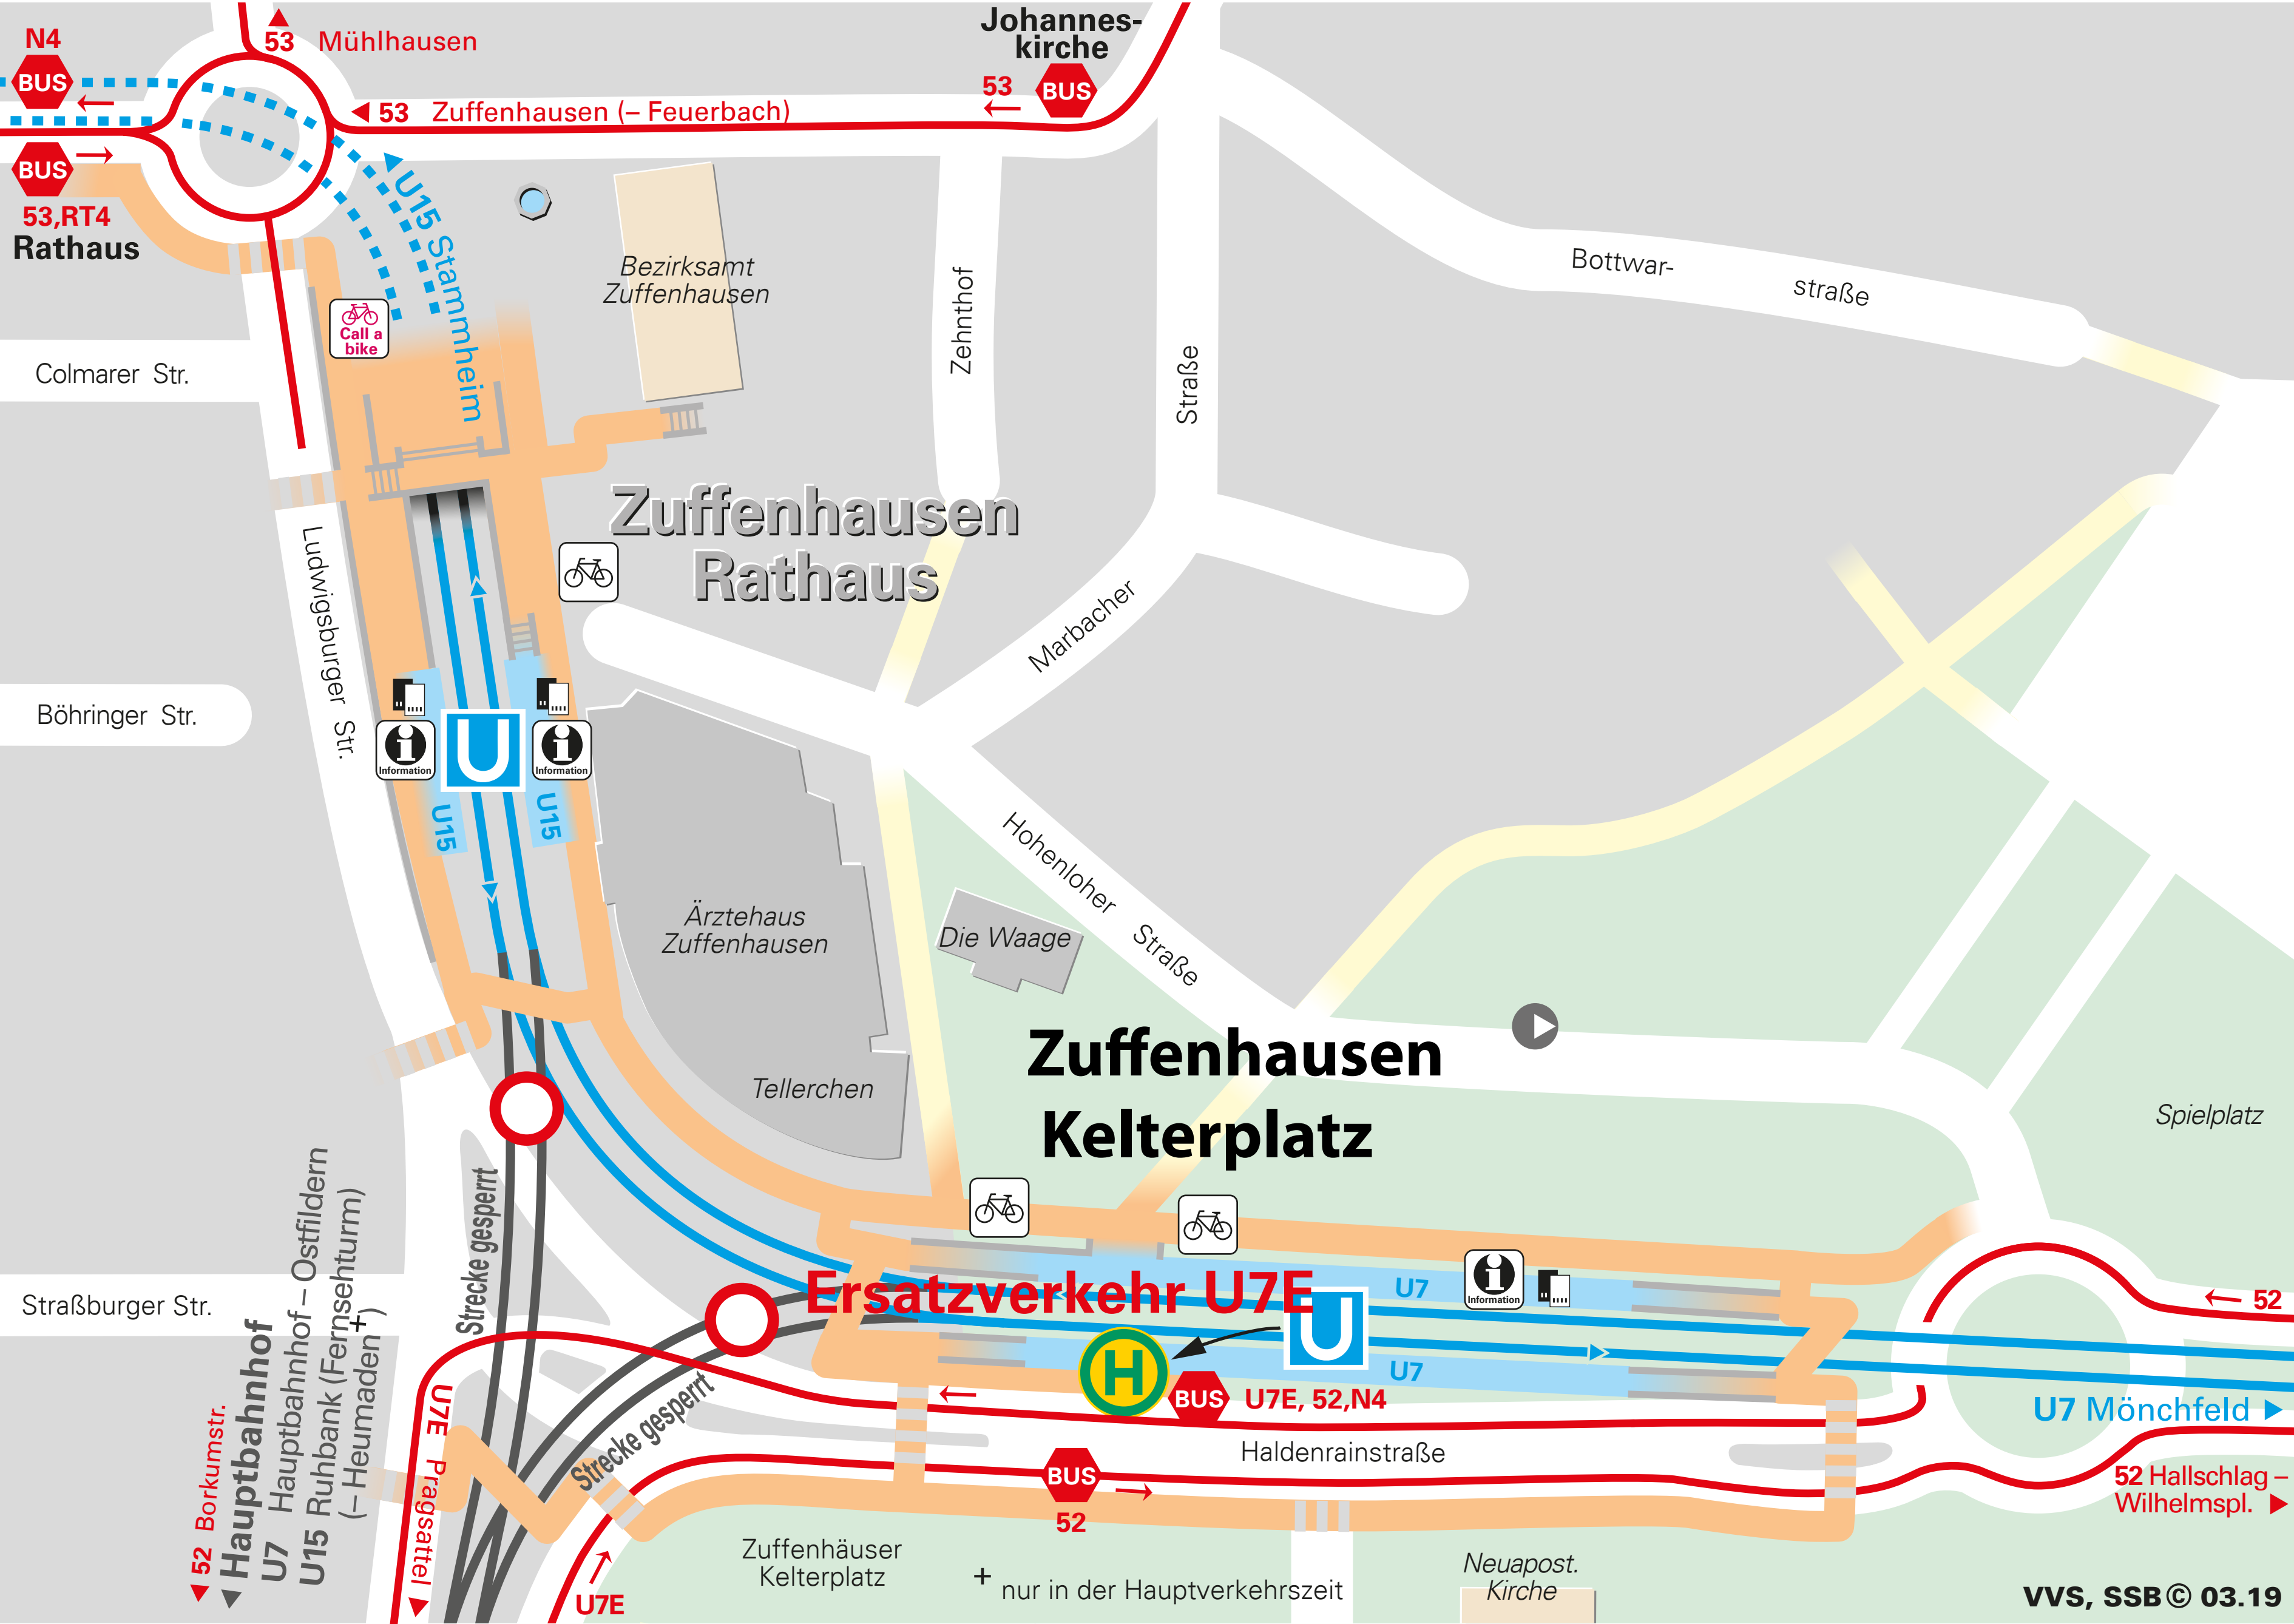 N4
BUS
53
Mühlhausen
Johannes-
kirche
53
BUS
53 Zuffenhausen (– Feuerbach)
BUS
53,RT4
Rathaus
U15 Stammheim
Call a
bike
Bezirksamt
Zuffenhausen
Zehnthof
Straße
Bottwar-
straße
Colmarer Str.
Zuffenhausen
Rathaus
Ludwigsburger Str.
Marbacher
Böhringer Str.
Information
U
Information
U15
U15
Hohenloher Straße
Ärztehaus
Zuffenhausen
Die Waage
Zuffenhausen
Kelterplatz
Tellerchen
Spielplatz
Strecke gesperrt
Straßburger Str.
Ersatzverkehr U7E
U
U7
Information
52
H
U7
BUS
U7E, 52,N4
U7 Mönchfeld
Strecke gesperrt
Haldenrainstraße
BUS
52
52 Hallschlag –
Wilhelmspl.
52 Borkumstr.
Hauptbahnhof
U7 Hauptbahnhof – Ostfildern
U15 Ruhbank (Fernsehturm)
(– Heumaden+)
U7E Pragsattel
U7E
Zuffenhäuser
Kelterplatz
+ nur in der Hauptverkehrszeit
Neuapost.
Kirche
VVS, SSB © 03.19